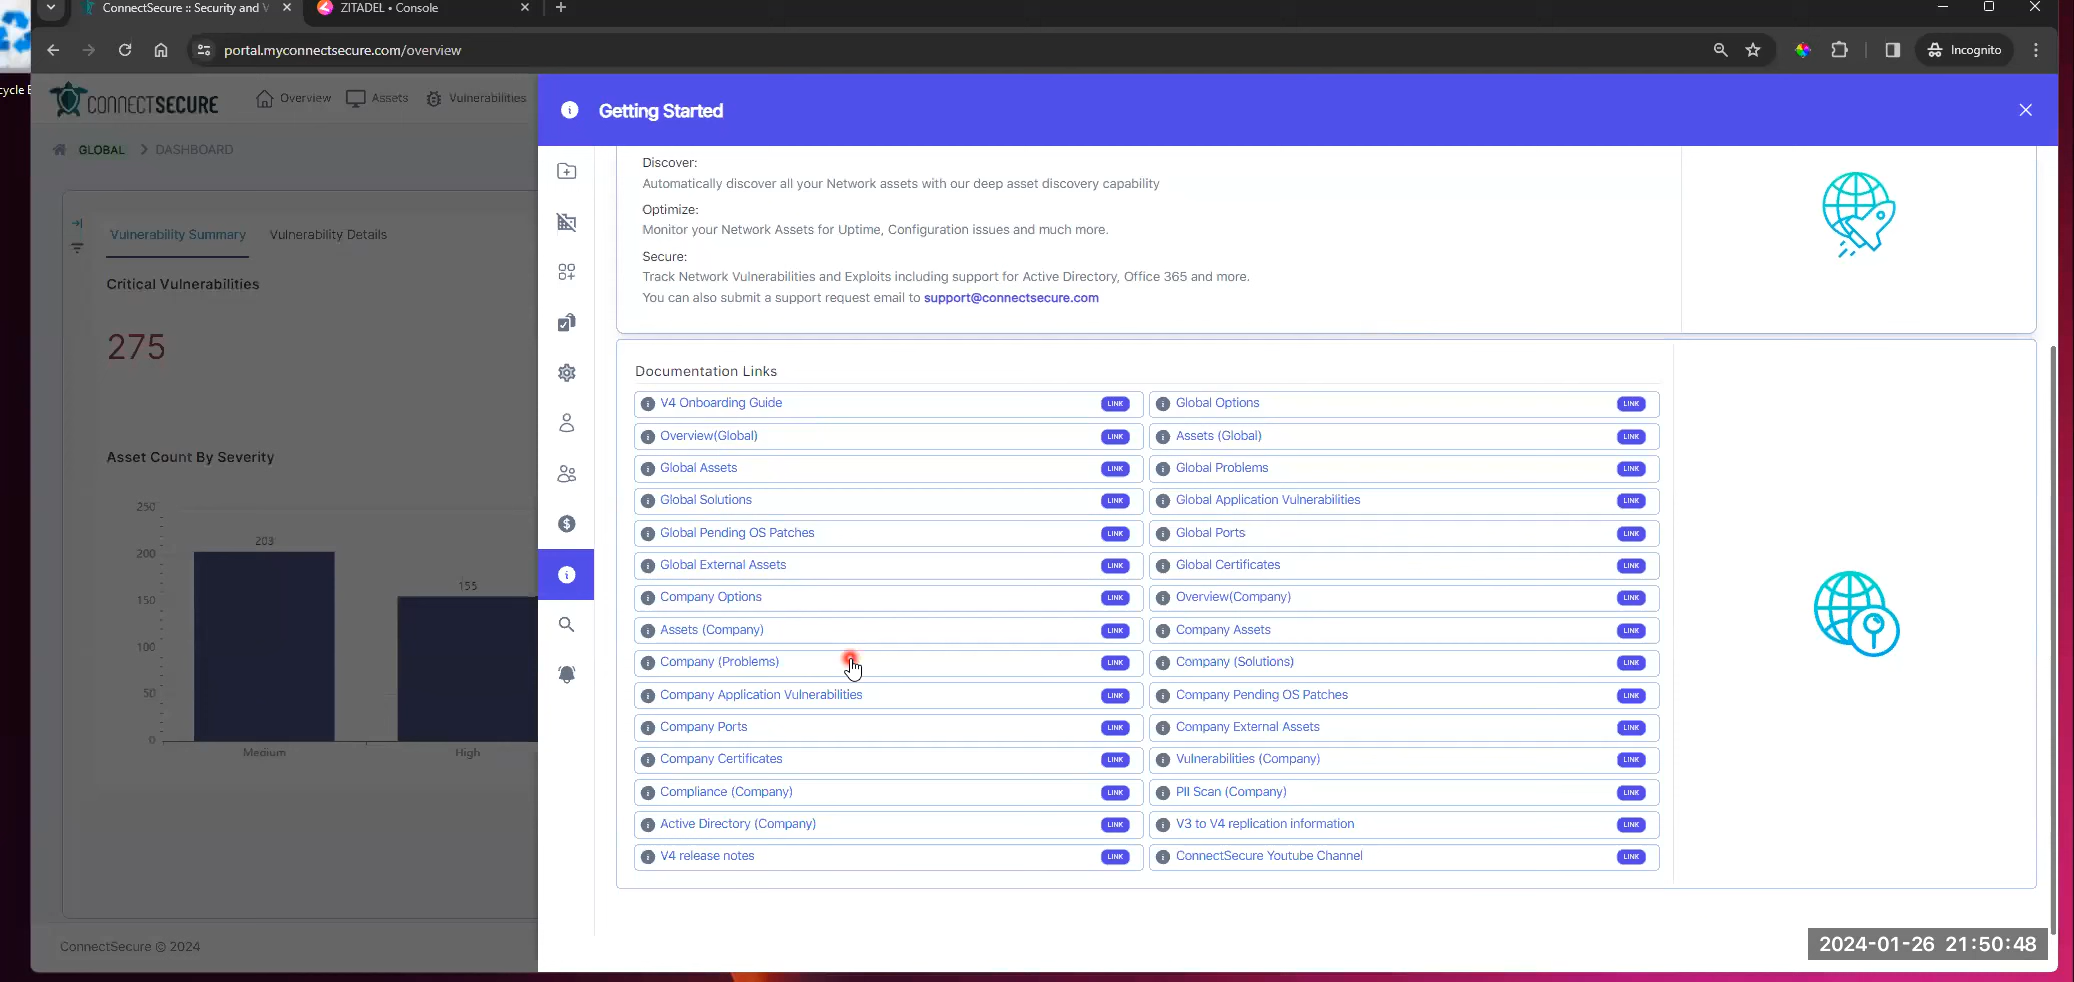 ConnectSecure :: Security and V
ZITADEL • Console
portal.myconnectsecure.com/overview
Incognito
CONNECTSECURE
Overview
Assets
Vulnerabilities
Getting Started
GLOBAL
DASHBOARD
Discover:
Automatically discover all your Network assets with our deep asset discovery capability
Optimize:
Monitor your Network Assets for Uptime, Configuration issues and much more.
Secure:
Track Network Vulnerabilities and Exploits including support for Active Directory, Office 365 and more.
You can also submit a support request email to support@connectsecure.com
Vulnerability Summary
Vulnerability Details
Critical Vulnerabilities
275
Asset Count By Severity
250
200
150
100
50
0
203
155
Medium
High
Documentation Links
V4 Onboarding Guide LINK
Global Options LINK
Overview(Global) LINK
Assets (Global) LINK
Global Assets LINK
Global Problems LINK
Global Solutions LINK
Global Application Vulnerabilities LINK
Global Pending OS Patches LINK
Global Ports LINK
Global External Assets LINK
Global Certificates LINK
Company Options LINK
Overview(Company) LINK
Assets (Company) LINK
Company Assets LINK
Company (Problems) LINK
Company (Solutions) LINK
Company Application Vulnerabilities LINK
Company Pending OS Patches LINK
Company Ports LINK
Company External Assets LINK
Company Certificates LINK
Vulnerabilities (Company) LINK
Compliance (Company) LINK
PII Scan (Company) LINK
Active Directory (Company) LINK
V3 to V4 replication information LINK
V4 release notes LINK
ConnectSecure Youtube Channel LINK
ConnectSecure © 2024
2024-01-26 21:50:48